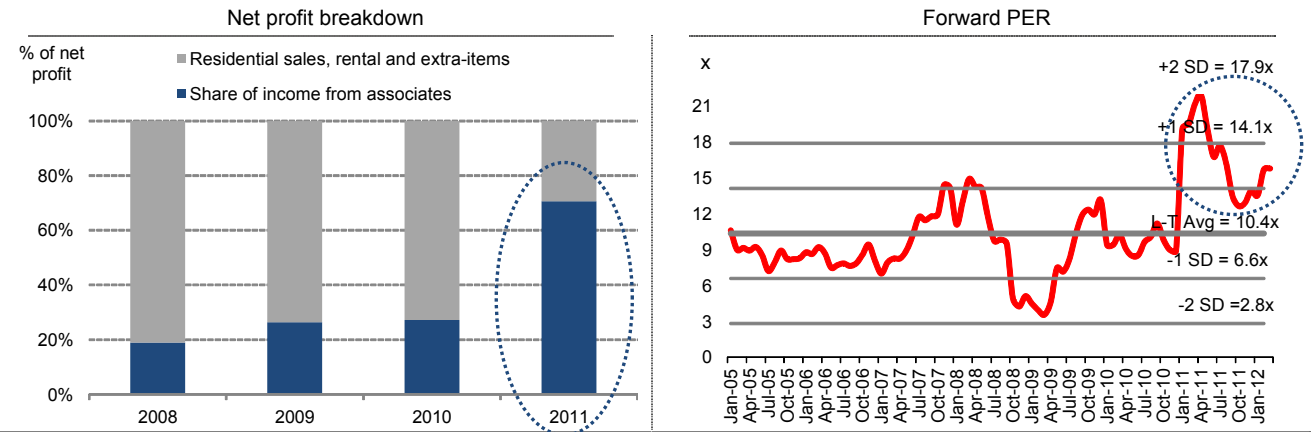 Net profit breakdown
% of net
profit
Residential sales, rental and extra-items
Share of income from associates
100%
80%
60%
40%
20%
0%
2008 2009 2010 2011
Forward PER
x
21
18
15
12
9
6
3
0
+2 SD = 17.9x
+1 SD = 14.1x
L-T Avg = 10.4x
-1 SD = 6.6x
-2 SD =2.8x
Jan-05 Apr-05 Jul-05 Oct-05 Jan-06 Apr-06 Jul-06 Oct-06 Jan-07 Apr-07 Jul-07 Oct-07 Jan-08 Apr-08 Jul-08 Oct-08 Jan-09 Apr-09 Jul-09 Oct-09 Jan-10 Apr-10 Jul-10 Oct-10 Jan-11 Apr-11 Jul-11 Oct-11 Jan-12